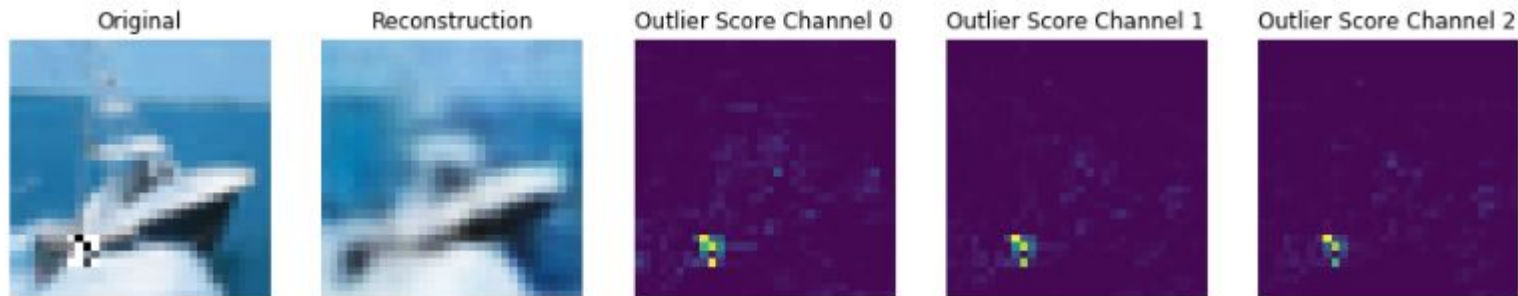 Original
Reconstruction
Outlier Score Channel 0
Outlier Score Channel 1
Outlier Score Channel 2